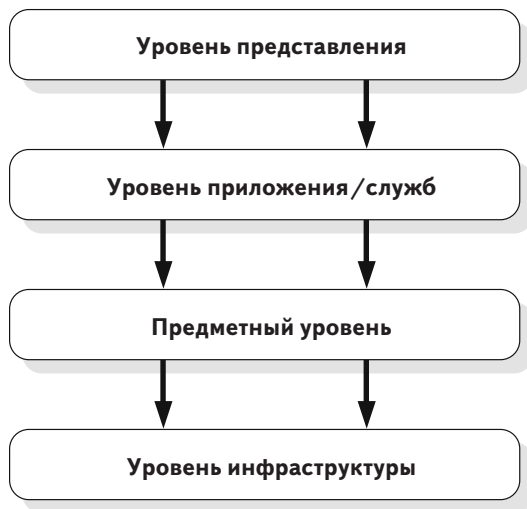 Уровень представления
Уровень приложения/служб
Предметный уровень
Уровень инфраструктуры